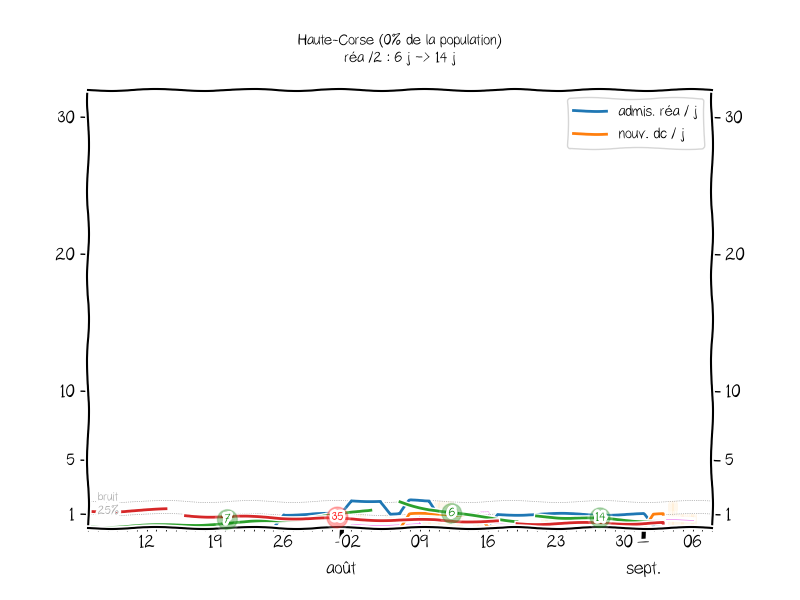 Haute-Corse (0% de la population)
réa /2 : 6 j -> 14 j
30
30
admis. réa / j
nouv. dc / j
20
20
10
10
5
5
bruit
25%
1
1
7
35
6
14
12 19 26 02 09 16 23 30 06
août sept.